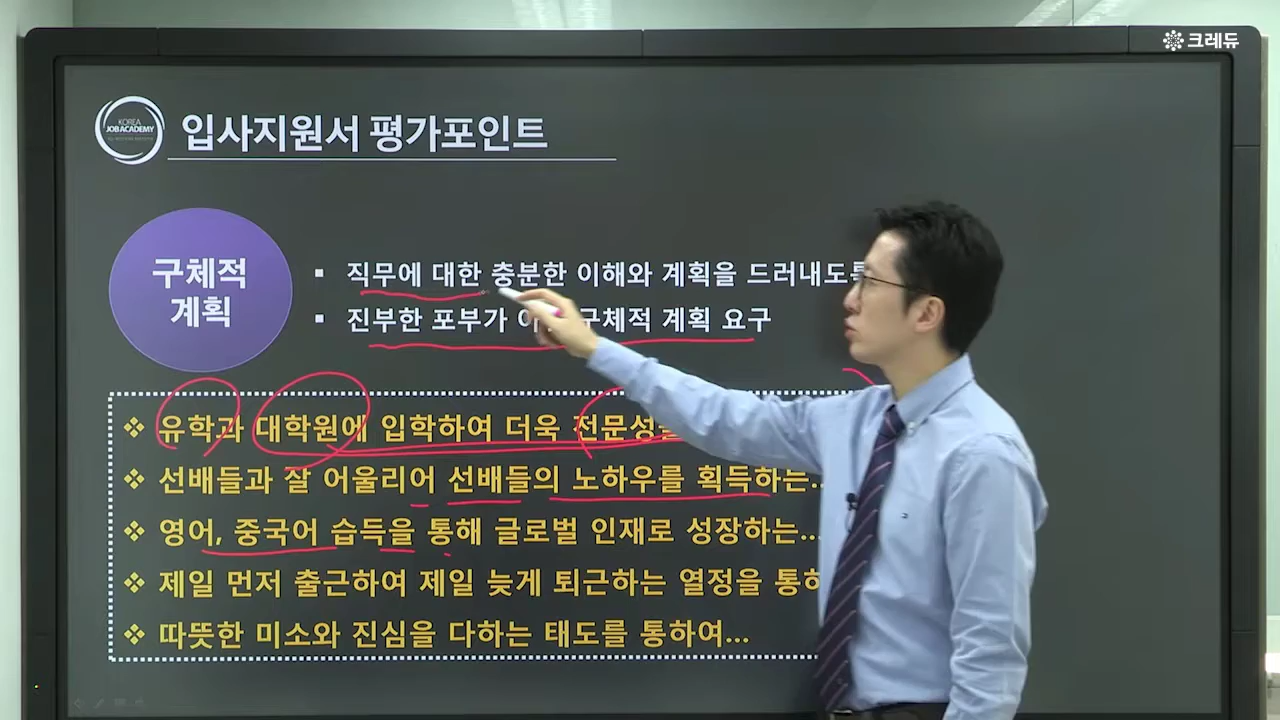 크레듀
KOREA
JOB ACADEMY
입사지원서 평가포인트
구체적
계획
▪ 직무에 대한 충분한 이해와 계획을 드러내도록
▪ 진부한 포부가 구체적 계획 요구
❖ 유학과 대학원에 입학하여 더욱 전문성을
❖ 선배들과 잘 어울리어 선배들의 노하우를 획득하는...
❖ 영어, 중국어 습득을 통해 글로벌 인재로 성장하는...
❖ 제일 먼저 출근하여 제일 늦게 퇴근하는 열정을 통하
❖ 따뜻한 미소와 진심을 다하는 태도를 통하여...